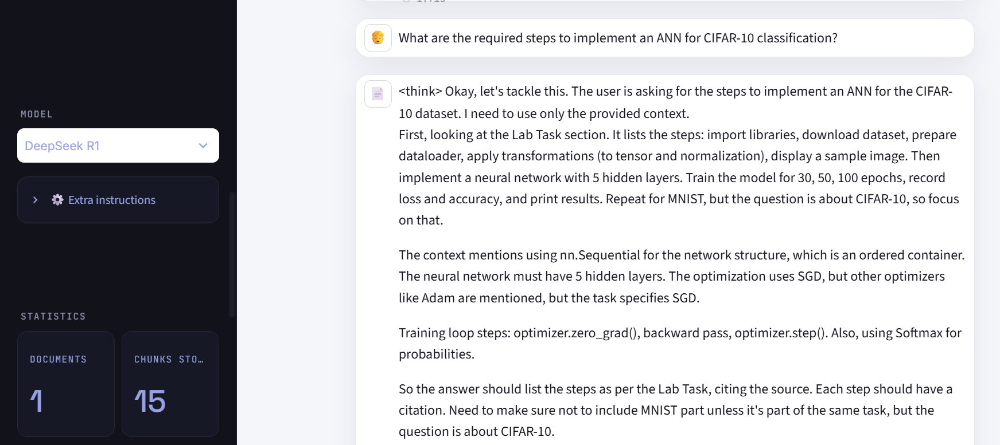 MODEL
DeepSeek R1
Extra instructions
STATISTICS
DOCUMENTS
1
CHUNKS STO…
15
What are the required steps to implement an ANN for CIFAR-10 classification?
<think> Okay, let's tackle this. The user is asking for the steps to implement an ANN for the CIFAR-
10 dataset. I need to use only the provided context.
First, looking at the Lab Task section. It lists the steps: import libraries, download dataset, prepare
dataloader, apply transformations (to tensor and normalization), display a sample image. Then
implement a neural network with 5 hidden layers. Train the model for 30, 50, 100 epochs, record
loss and accuracy, and print results. Repeat for MNIST, but the question is about CIFAR-10, so focus
on that.
The context mentions using nn.Sequential for the network structure, which is an ordered container.
The neural network must have 5 hidden layers. The optimization uses SGD, but other optimizers
like Adam are mentioned, but the task specifies SGD.
Training loop steps: optimizer.zero_grad(), backward pass, optimizer.step(). Also, using Softmax for
probabilities.
So the answer should list the steps as per the Lab Task, citing the source. Each step should have a
citation. Need to make sure not to include MNIST part unless it's part of the same task, but the
question is about CIFAR-10.